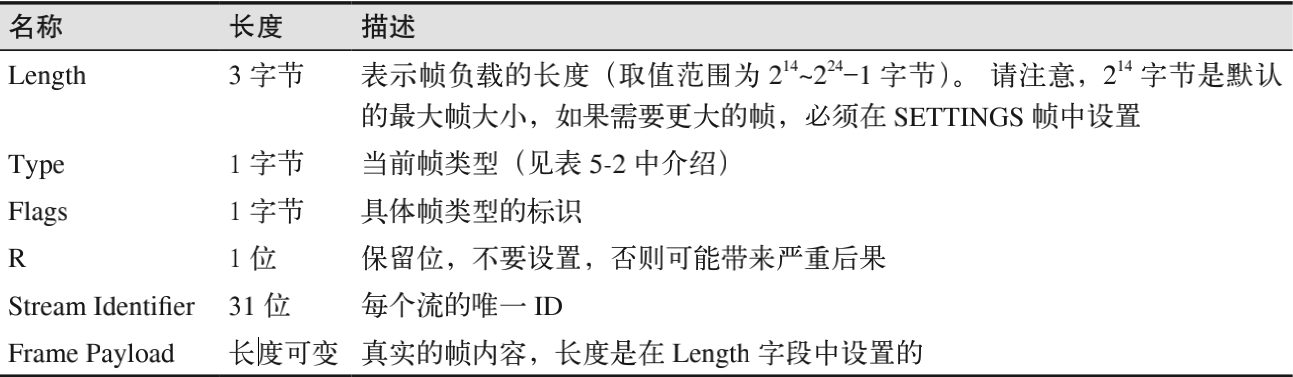 名称 长度 描述
Length 3 字节 表示帧负载的长度（取值范围为 2^14~2^24−1 字节）。 请注意，2^14 字节是默认
的最大帧大小，如果需要更大的帧，必须在 SETTINGS 帧中设置
Type 1 字节 当前帧类型（见表 5-2 中介绍）
Flags 1 字节 具体帧类型的标识
R 1 位 保留位，不要设置，否则可能带来严重后果
Stream Identifier 31 位 每个流的唯一 ID
Frame Payload 长度可变 真实的帧内容，长度是在 Length 字段中设置的